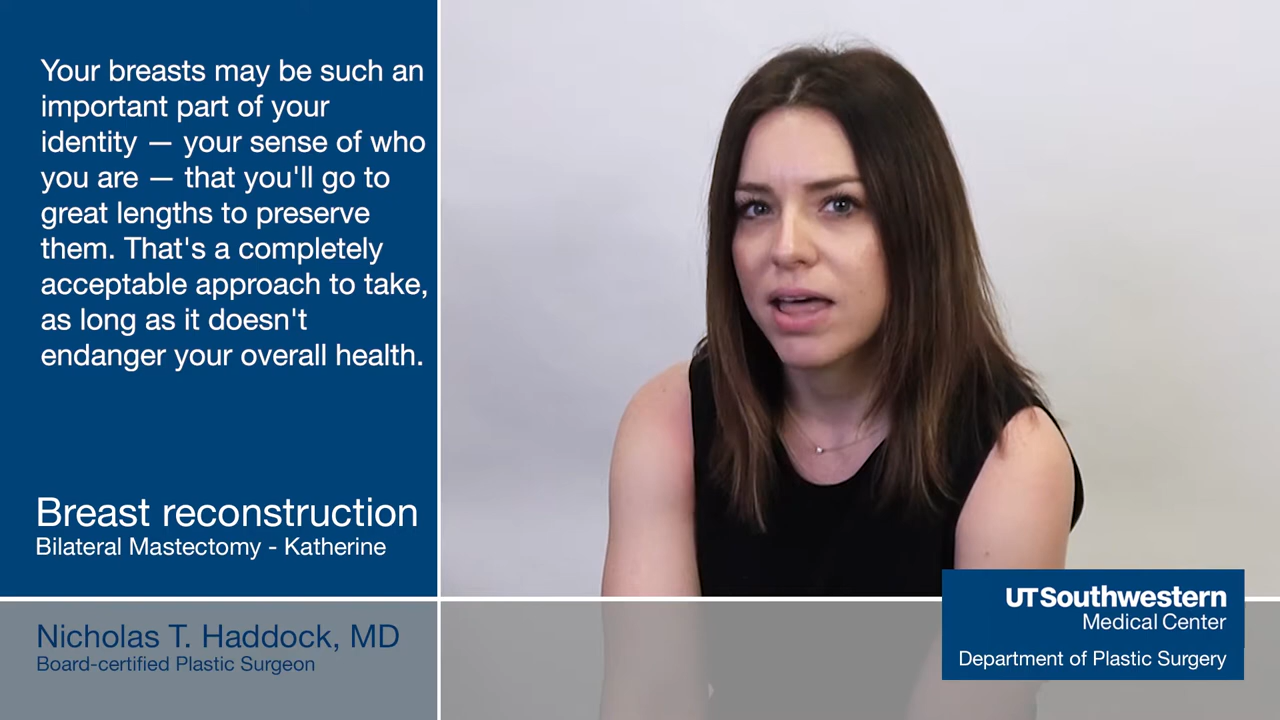 Your breasts may be such an
important part of your
identity — your sense of who
you are — that you'll go to
great lengths to preserve
them. That's a completely
acceptable approach to take,
as long as it doesn't
endanger your overall health.
Breast reconstruction
Bilateral Mastectomy - Katherine
Nicholas T. Haddock, MD
Board-certified Plastic Surgeon
UT Southwestern
Medical Center
Department of Plastic Surgery